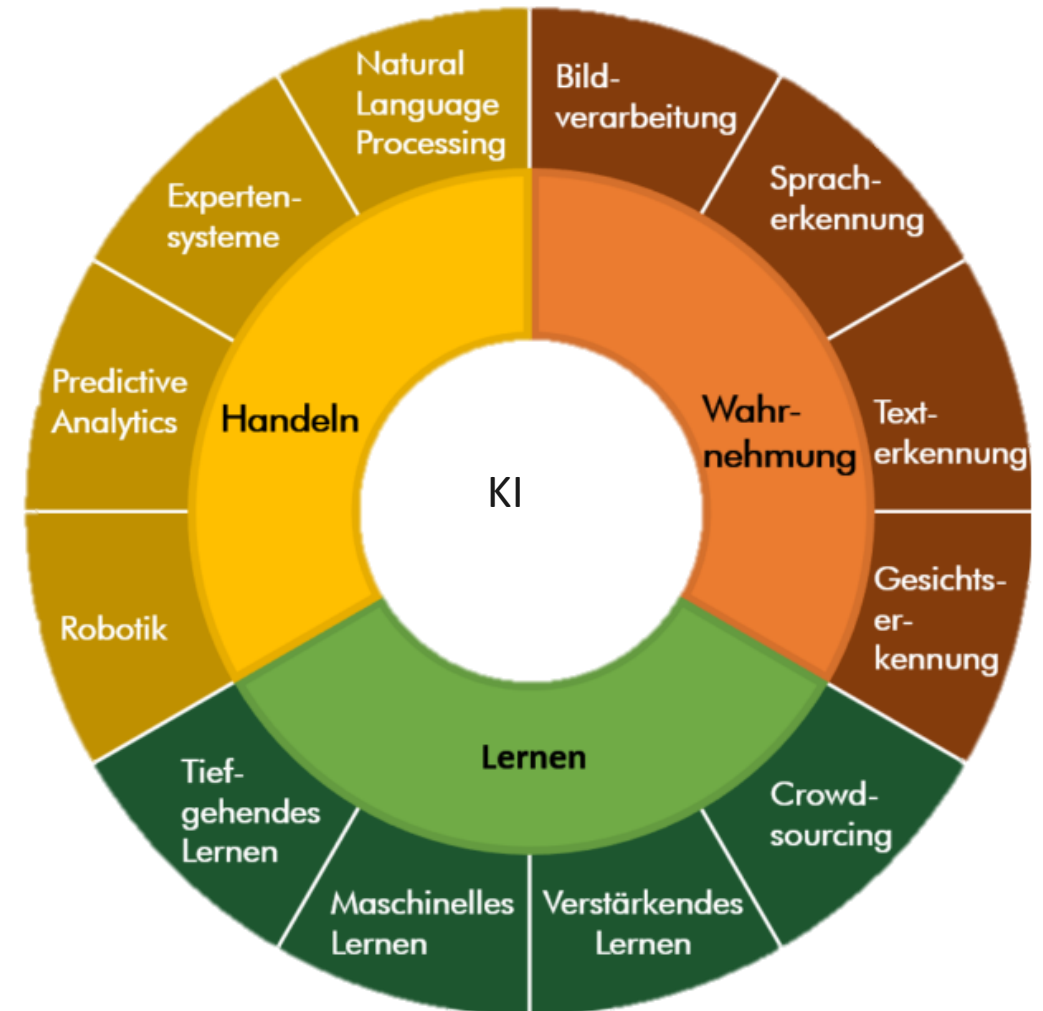 Natural
Language
Processing
Bild-
verarbeitung
Sprach-
erkennung
Text-
erkennung
Gesichts-
er-
kennung
Crowd-
sourcing
Verstärkendes
Lernen
Maschinelles
Lernen
Tief-
gehendes
Lernen
Robotik
Predictive
Analytics
Experten-
systeme
Handeln
Wahr-
nehmung
Lernen
KI